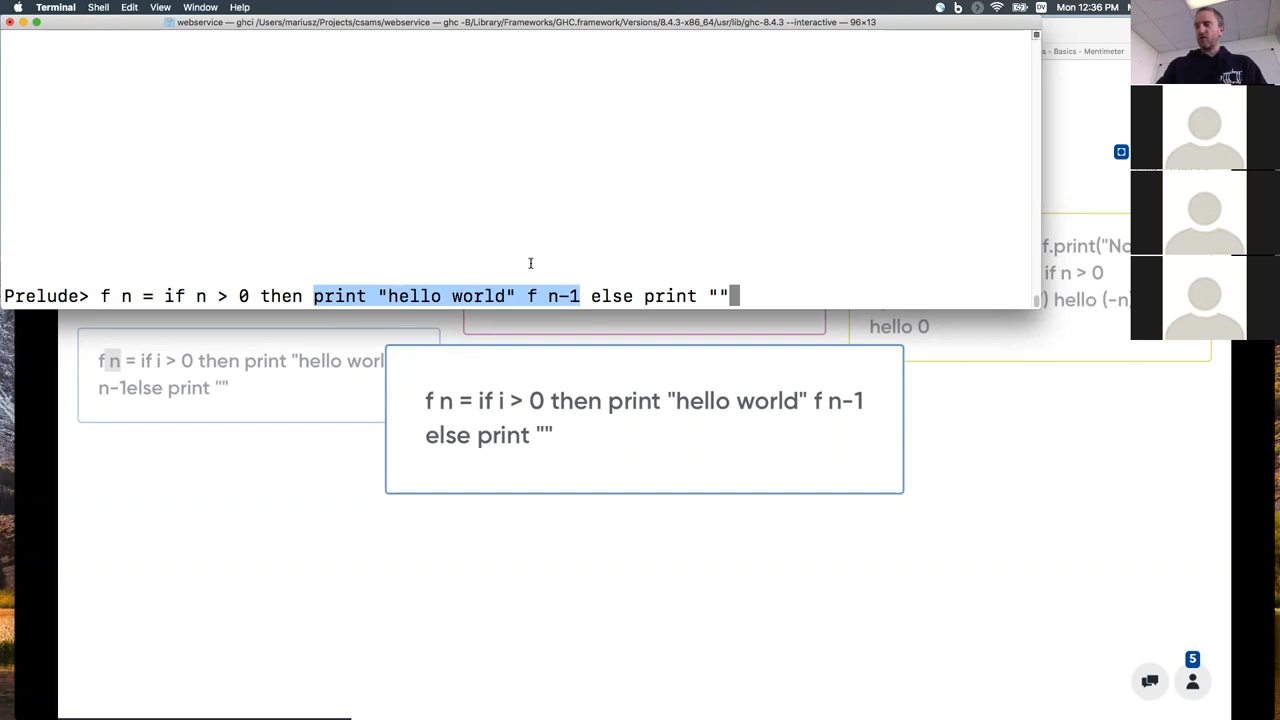 Terminal Shell Edit View Window Help
DV Mon 12:36 PM
webservice — ghci /Users/mariusz/Projects/csams/webservice — ghc -B/Library/Frameworks/GHC.framework/Versions/8.4.3-x86_64/usr/lib/ghc-8.4.3 --interactive — 96×13
s - Basics - Mentimeter
Prelude> f n = if n > 0 then print "hello world" f n-1 else print ""
f.print("No
if n > 0
) hello (-n)
hello 0
f n = if i > 0 then print "hello worl
n-1else print ""
f n = if i > 0 then print "hello world" f n-1
else print ""
5